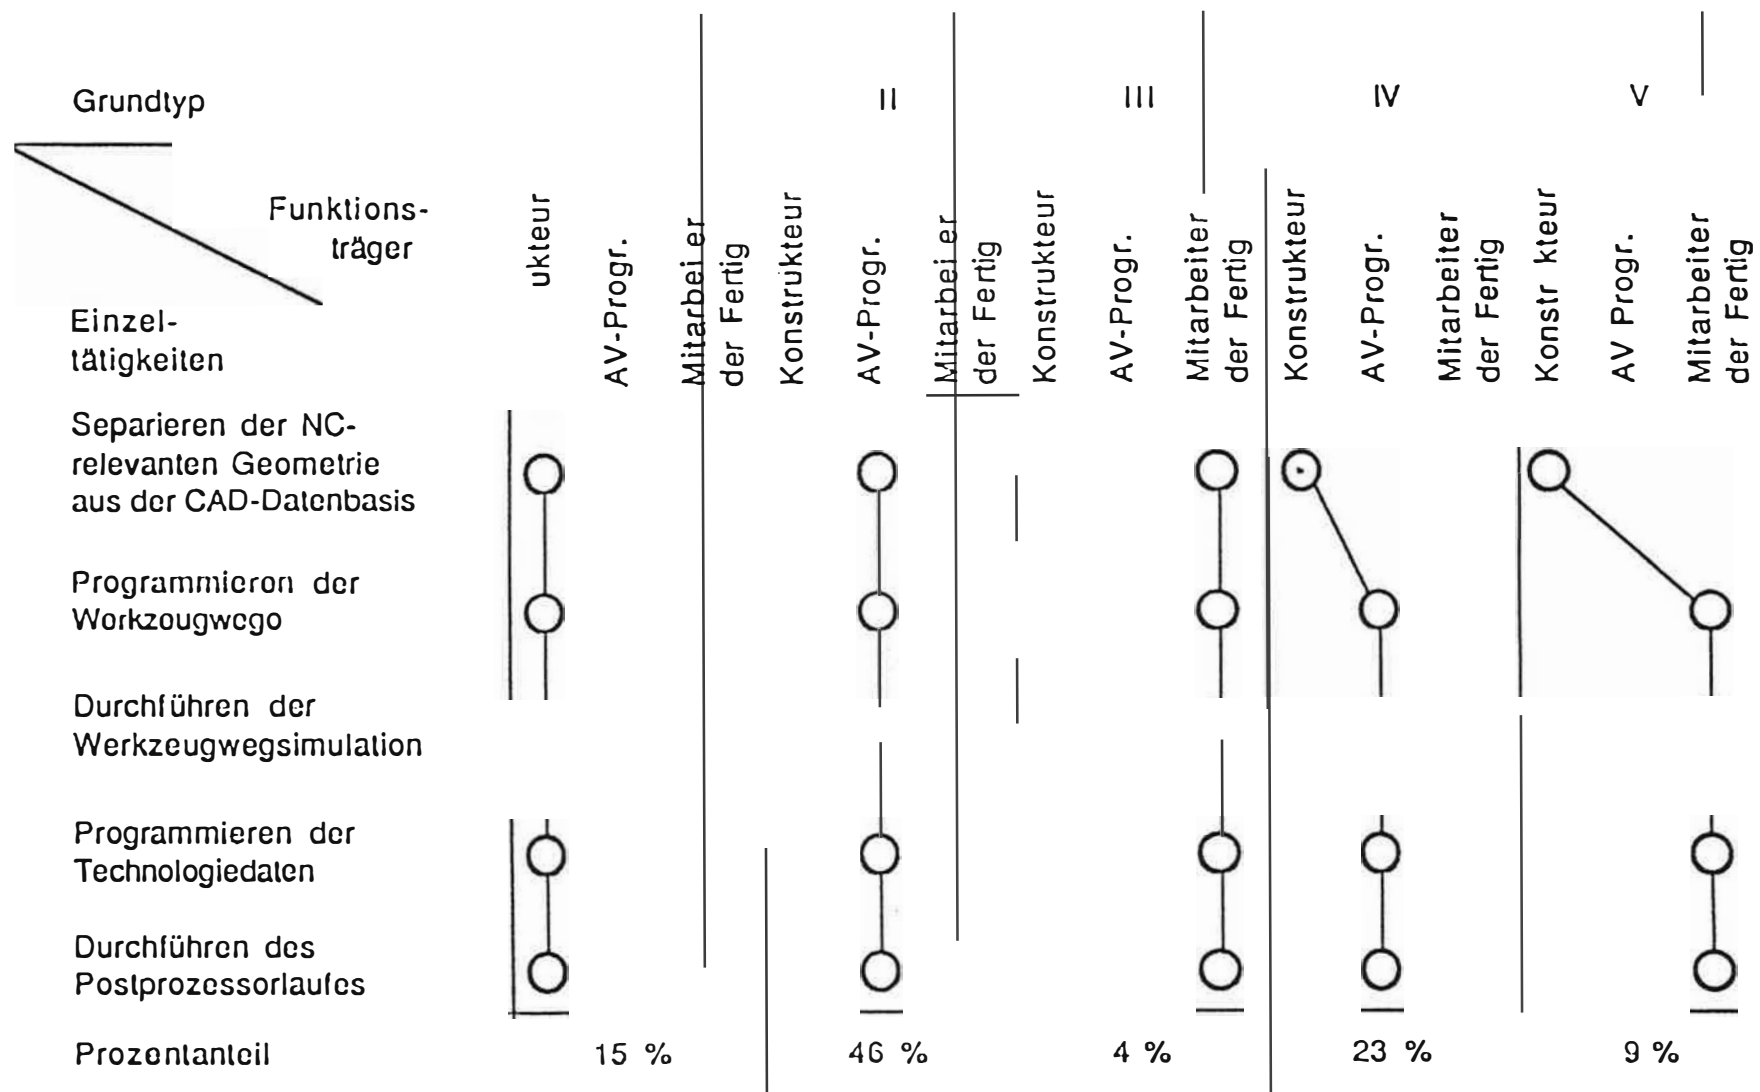 Grundtyp
II
III
IV
V
Funktions-
träger
Einzel-
tätigkeiten
ukteur
AV-Progr.
Mitarbei er
der Fertig
Konstrukteur
AV-Progr.
Mitarbei er
der Fertig
Konstrukteur
AV-Progr.
Mitarbeiter
der Fertig
Konstrukteur
AV-Progr.
Mitarbeiter
der Fertig
Konstr kteur
AV Progr.
Mitarbeiter
der Fertig
Separieren der NC-
relevanten Geometrie
aus der CAD-Datenbasis
Programmieron der
Workzougwogo
Durchführen der
Werkzeugwegsimulation
Programmieren der
Technologiedaten
Durchführen des
Postprozessorlaufes
Prozentanteil
15 %
46 %
4 %
23 %
9 %